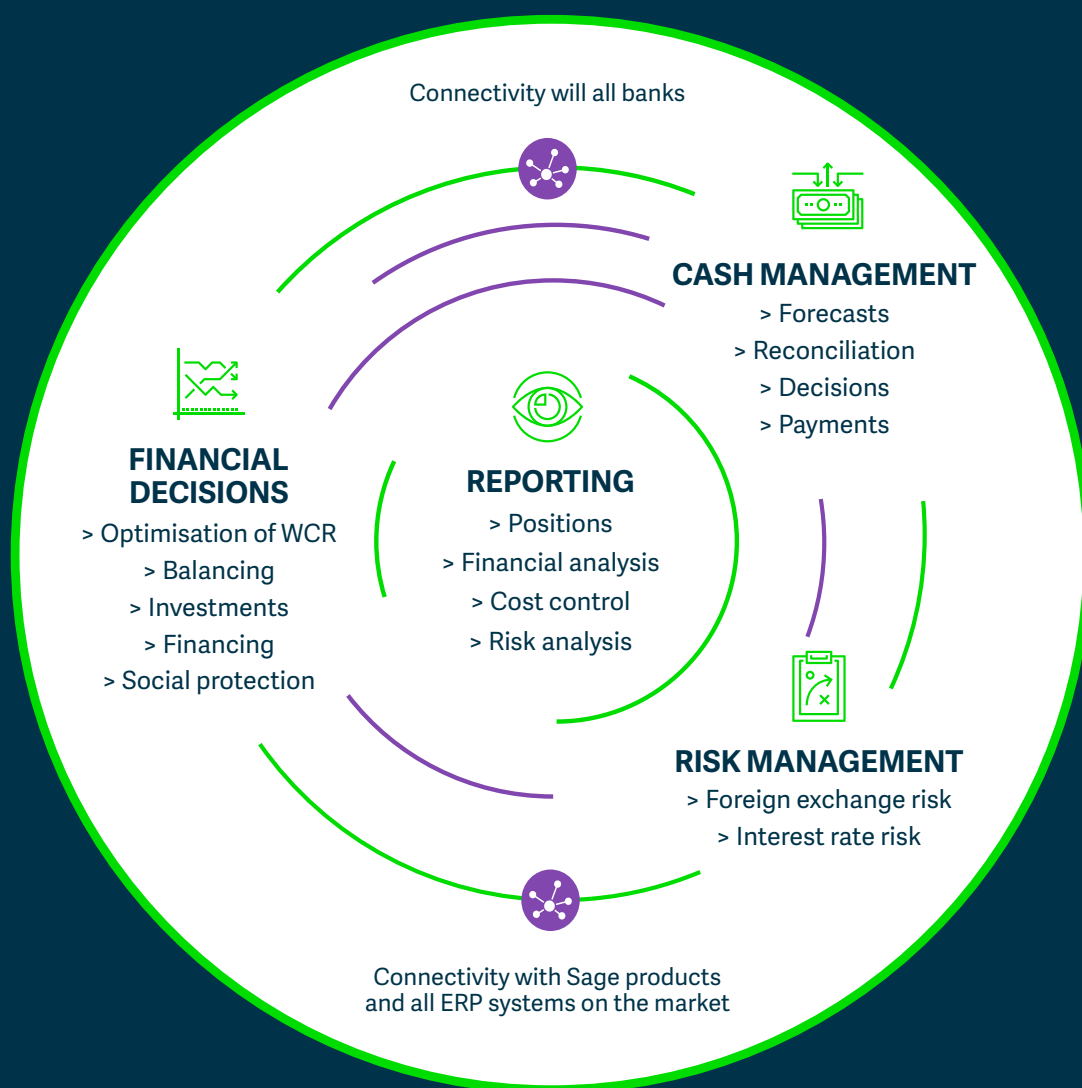 Connectivity will all banks
CASH MANAGEMENT
> Forecasts
> Reconciliation
> Decisions
> Payments
FINANCIAL
DECISIONS
> Optimisation of WCR
> Balancing
> Investments
> Financing
> Social protection
REPORTING
> Positions
> Financial analysis
> Cost control
> Risk analysis
RISK MANAGEMENT
> Foreign exchange risk
> Interest rate risk
Connectivity with Sage products
and all ERP systems on the market